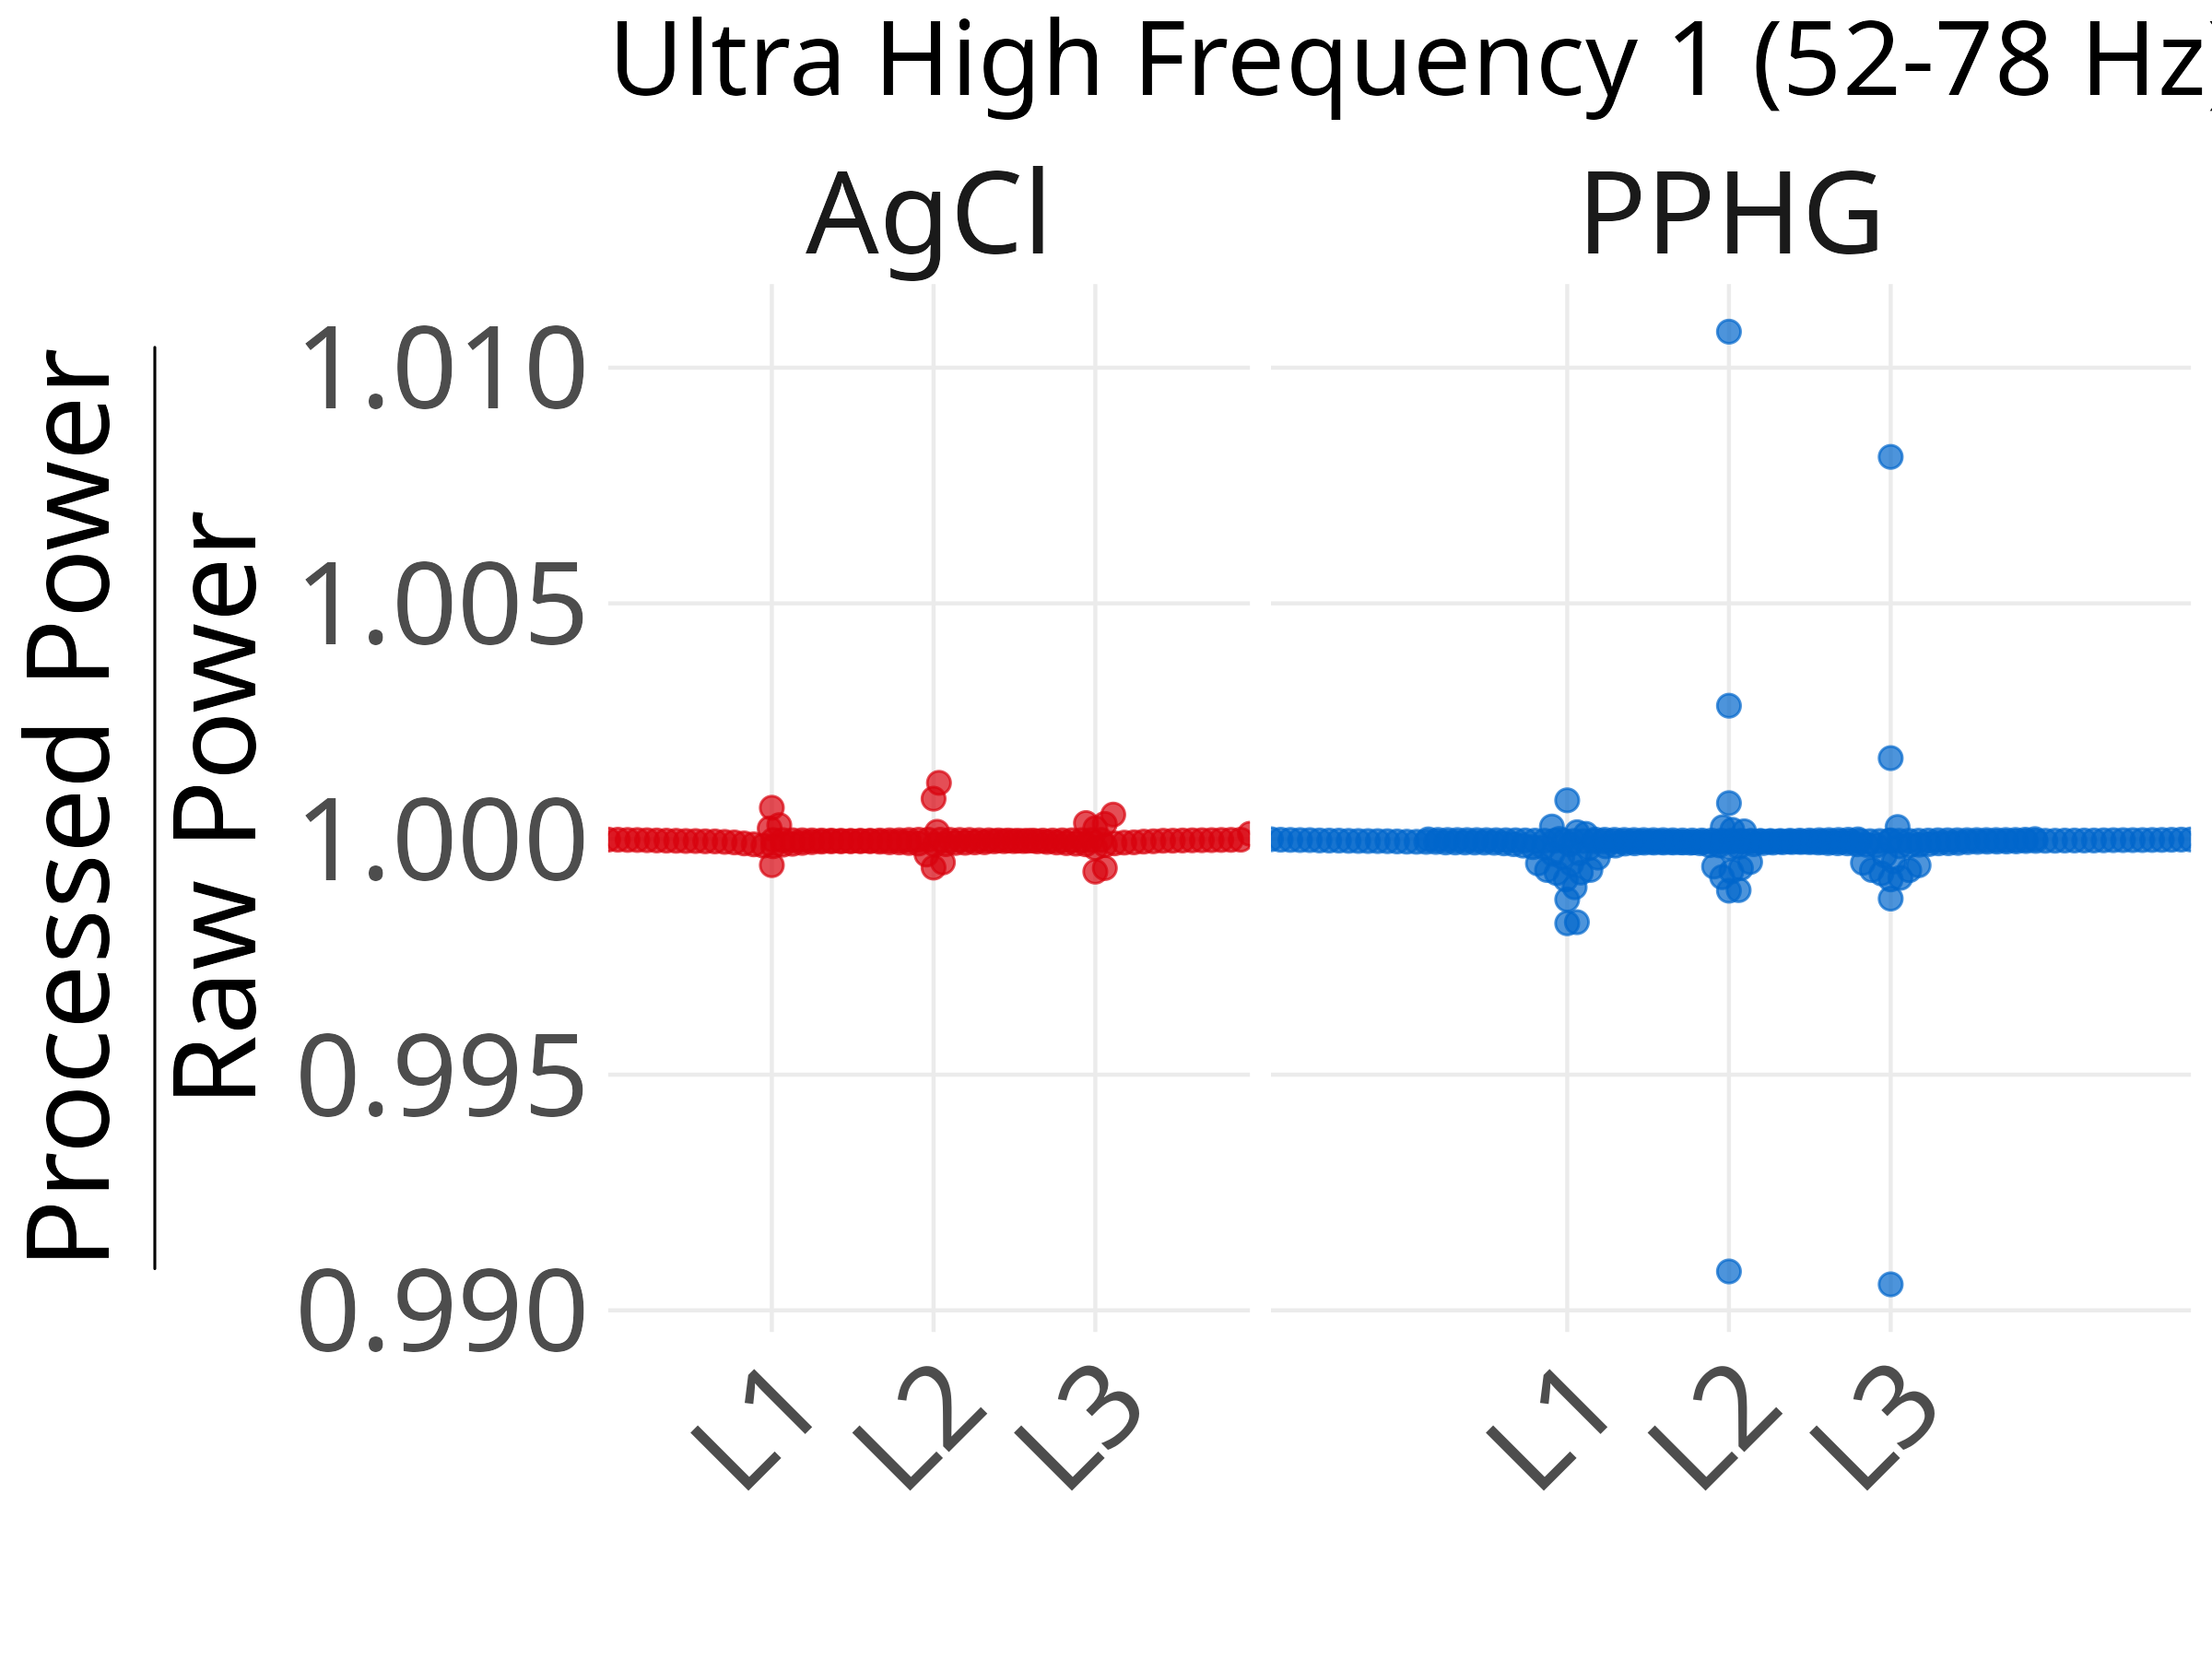 Ultra High Frequency 1 (52-78 Hz)
AgCl
PPHG
Processed Power
Raw Power
1.010
1.005
1.000
0.995
0.990
L1
L2
L3
L1
L2
L3